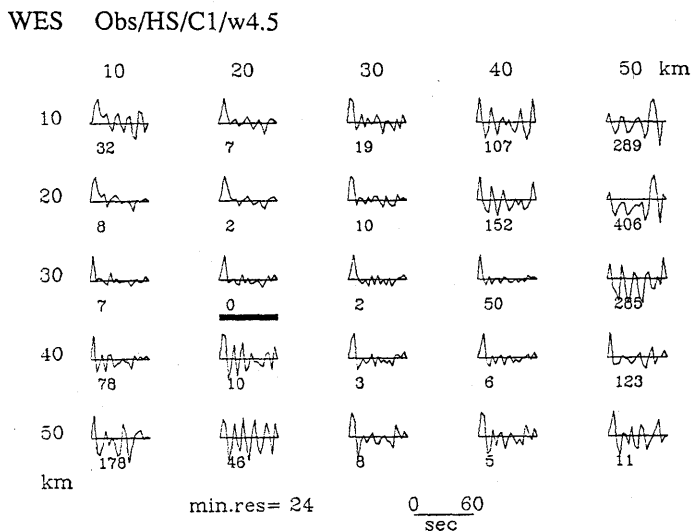 WES Obs/HS/C1/w4.5
10 20 30 40 50 km
10
32 7 19 107 289
20
8 2 10 152 406
30
7 0 2 50 265
40
78 10 3 6 123
50
178 46 8 5 11
km
min.res= 24 0 60
sec